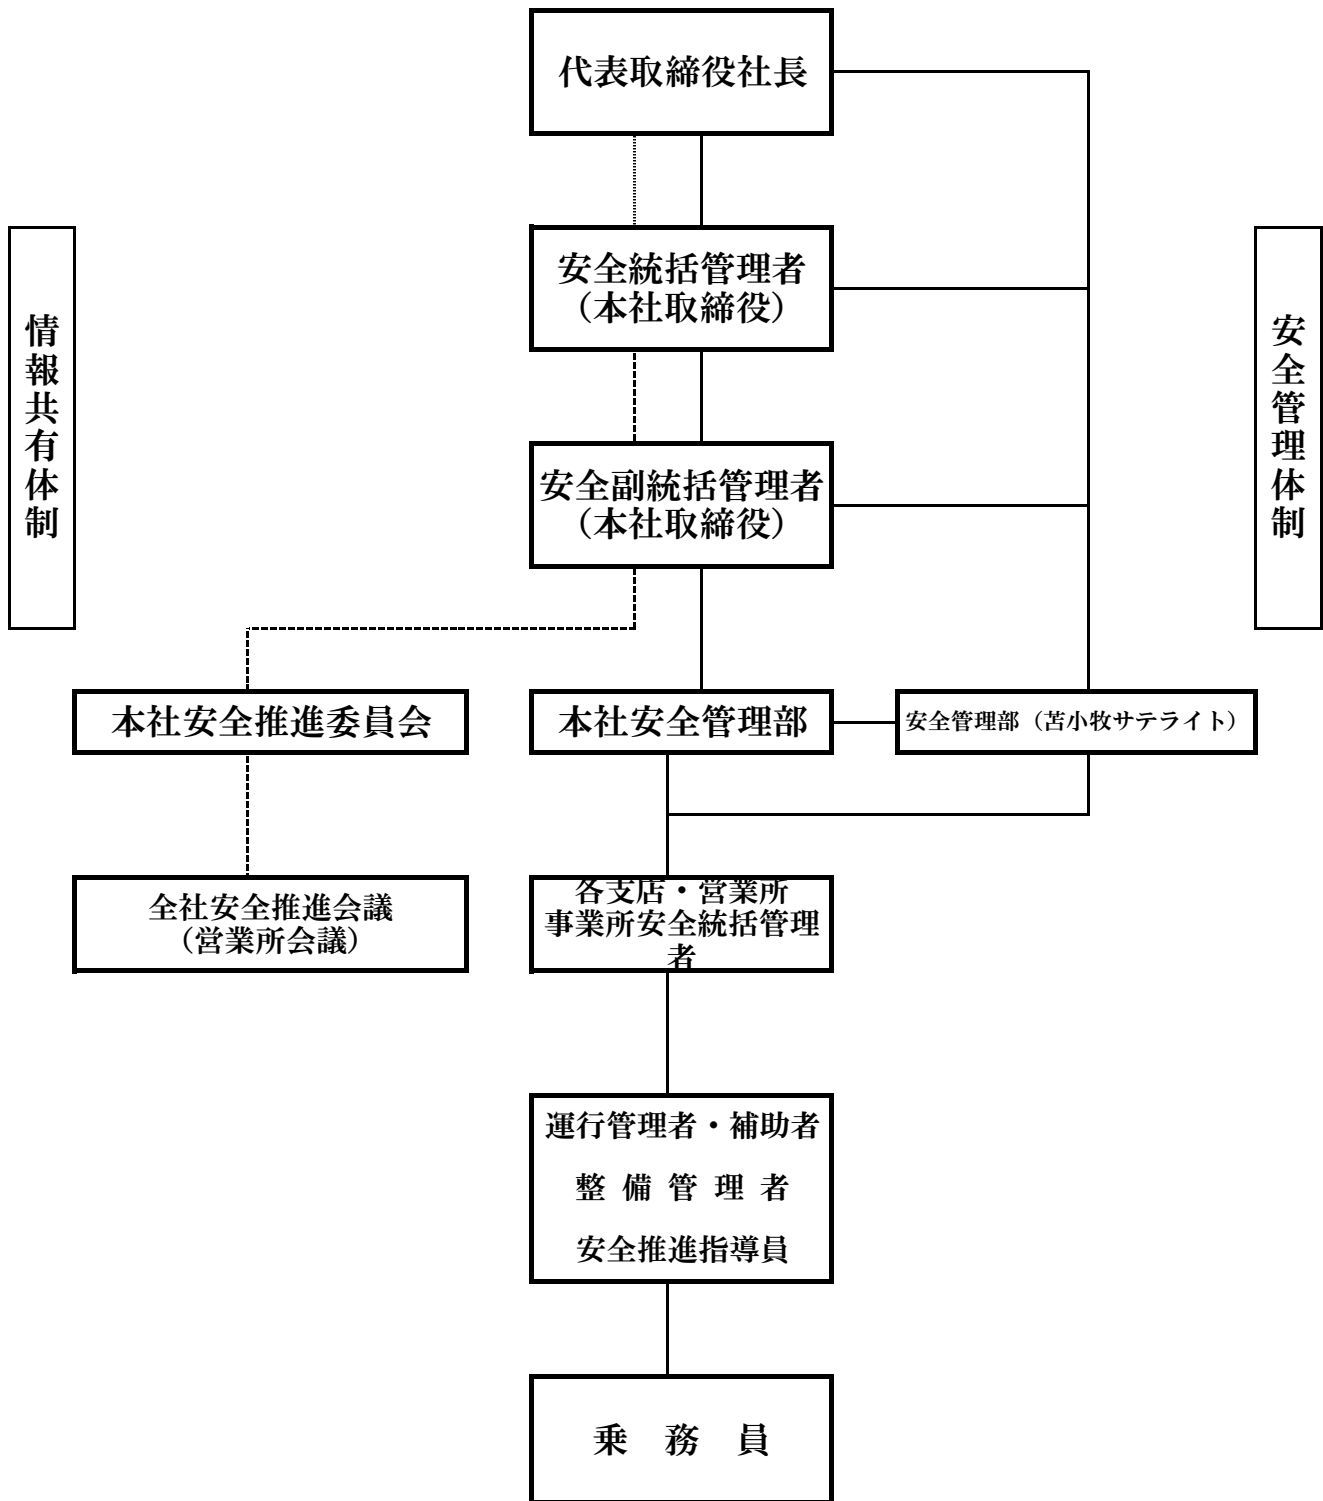 代表取締役社長
安全統括管理者
（本社取締役）
情報共有体制
安全管理体制
安全副統括管理者
（本社取締役）
本社安全推進委員会
本社安全管理部
安全管理部（苫小牧サテライト）
全社安全推進会議
（営業所会議）
各支店・営業所
事業所安全統括管理
者
運行管理者・補助者
整 備 管 理 者
安全推進指導員
乗　務　員